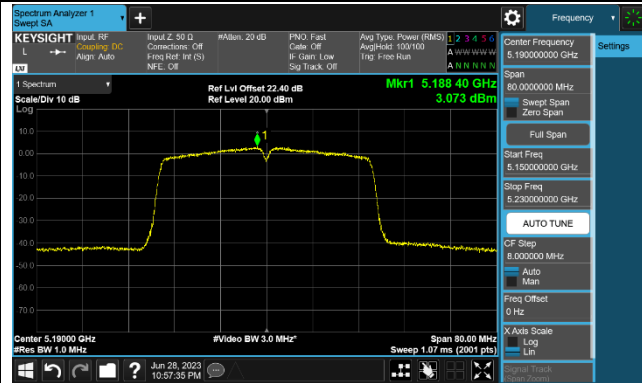 Spectrum Analyzer 1
Swept SA
Frequency
KEYSIGHT
L
LXI
Input: RF
Coupling: DC
Align: Auto
Input Z: 50 Ω
Corrections: Off
Freq Ref: Int (S)
NFE: Off
#Atten: 20 dB
PNO: Fast
Gate: Off
IF Gain: Low
Sig Track: Off
Avg Type: Power (RMS)
Avg|Hold: 100/100
Trig: Free Run
1 2 3 4 5 6
A W W W W W
A N N N N N
1 Spectrum
Scale/Div 10 dB
Log
Ref Lvl Offset 22.40 dB
Ref Level 20.00 dBm
Mkr1 5.188 40 GHz
3.073 dBm
10.0
0.00
-10.0
-20.0
-30.0
-40.0
-50.0
-60.0
-70.0
1
Center 5.19000 GHz
#Res BW 1.0 MHz
#Video BW 3.0 MHz*
Span 80.00 MHz
Sweep 1.07 ms (2001 pts)
Jun 28, 2023
10:57:35 PM
Center Frequency
5.190000000 GHz
Span
80.0000000 MHz
Swept Span
Zero Span
Full Span
Start Freq
5.150000000 GHz
Stop Freq
5.230000000 GHz
AUTO TUNE
CF Step
8.000000 MHz
Auto
Man
Freq Offset
0 Hz
X Axis Scale
Log
Lin
Signal Track
(Span Zoom)
Settings